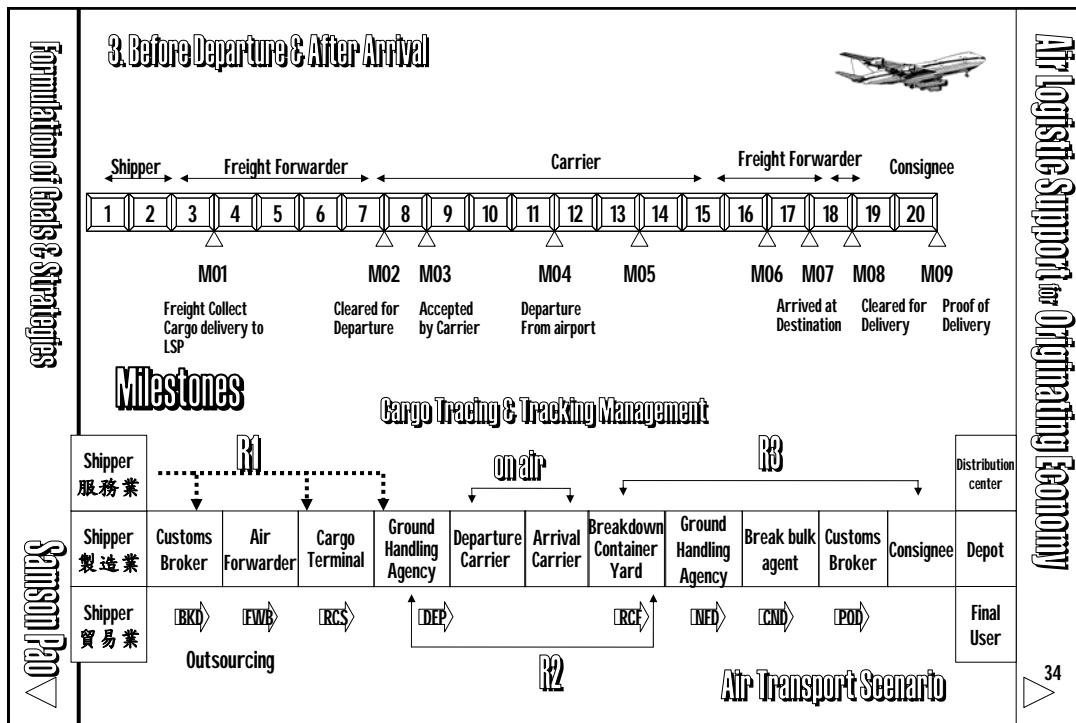 3. Before Departure & After Arrival
Formulation of Goals & Strategies
Samson Pao
Air Logistic Support for Originating Economy
Shipper
Freight Forwarder
Carrier
Freight Forwarder
Consignee
1 2 3 4 5 6 7 8 9 10 11 12 13 14 15 16 17 18 19 20
M01 M02 M03 M04 M05 M06 M07 M08 M09
Freight Collect
Cargo delivery to
LSP
Cleared for
Departure
Accepted
by Carrier
Departure
From airport
Arrived at
Destination
Cleared for
Delivery
Proof of
Delivery
Milestones
Cargo Tracing & Tracking Management
R1
on air
R3
Shipper
服務業
Distribution
center
Shipper
製造業
Customs
Broker
Air
Forwarder
Cargo
Terminal
Ground
Handling
Agency
Departure
Carrier
Arrival
Carrier
Breakdown
Container
Yard
Ground
Handling
Agency
Break bulk
agent
Customs
Broker
Consignee
Depot
Shipper
貿易業
BKD
FWB
RCS
DEP
RCF
NFD
CND
POD
Final
User
Outsourcing
R2
Air Transport Scenario
34